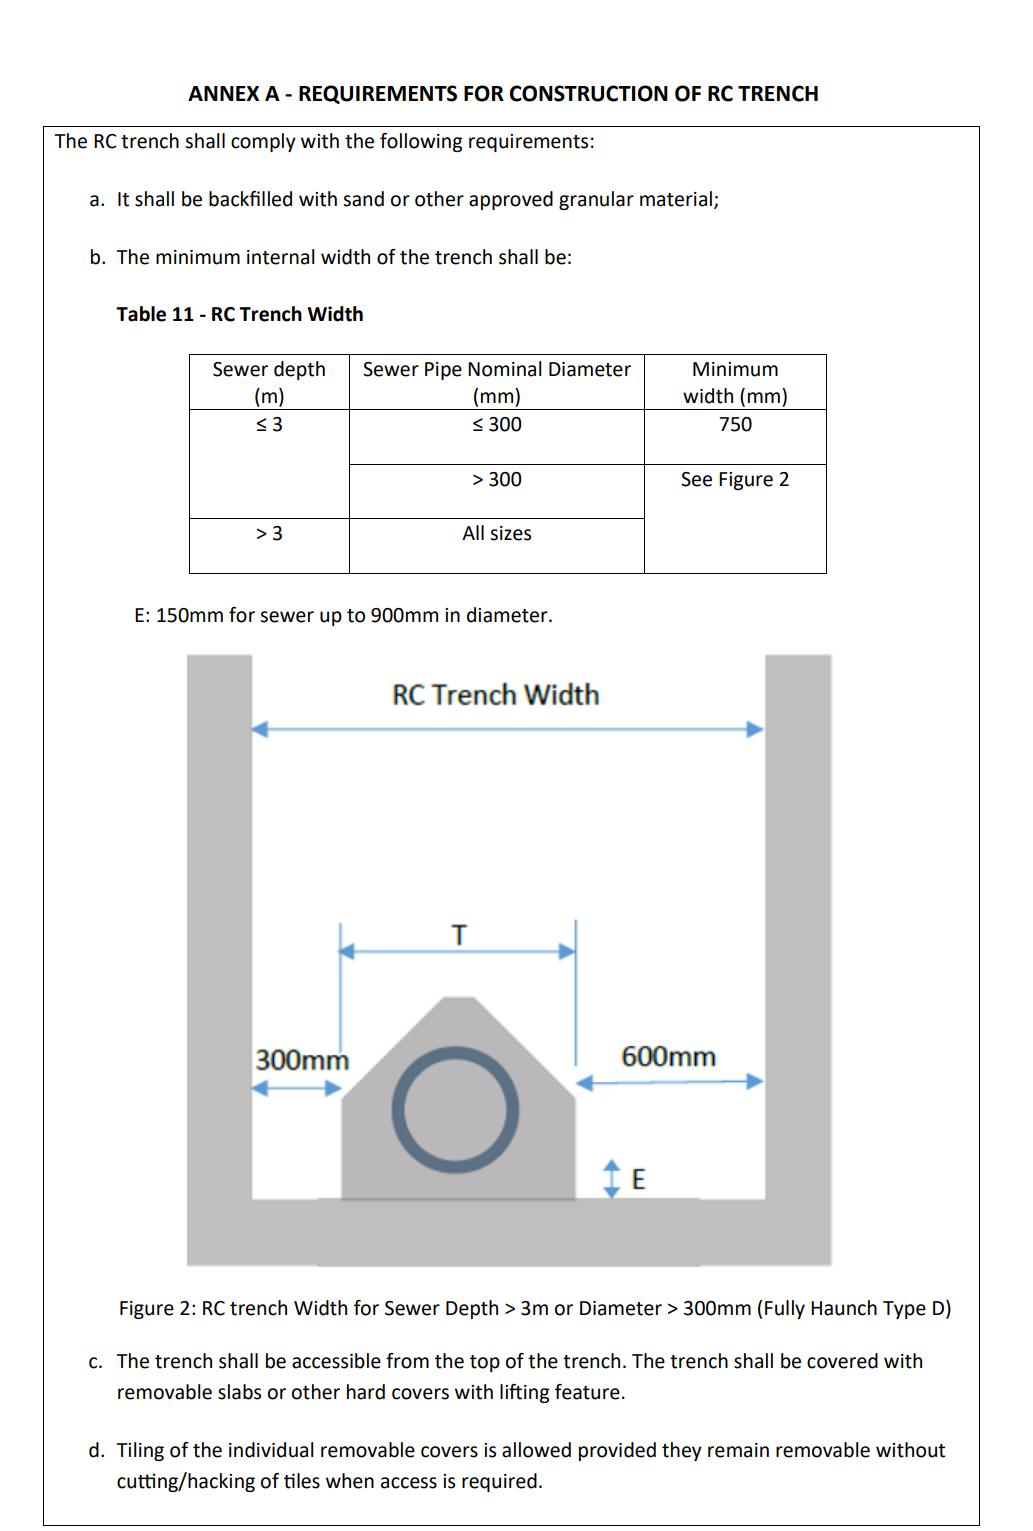 ANNEX A - REQUIREMENTS FOR CONSTRUCTION OF RC TRENCH
The RC trench shall comply with the following requirements:
a. It shall be backfilled with sand or other approved granular material;
b. The minimum internal width of the trench shall be:
Table 11 - RC Trench Width
Sewer depth (m)
Sewer Pipe Nominal Diameter (mm)
Minimum width (mm)
≤ 3
≤ 300
750
> 300
See Figure 2
> 3
All sizes
E: 150mm for sewer up to 900mm in diameter.
RC Trench Width
T
300mm
600mm
E
Figure 2: RC trench Width for Sewer Depth > 3m or Diameter > 300mm (Fully Haunch Type D)
c. The trench shall be accessible from the top of the trench. The trench shall be covered with
removable slabs or other hard covers with lifting feature.
d. Tiling of the individual removable covers is allowed provided they remain removable without
cutting/hacking of tiles when access is required.